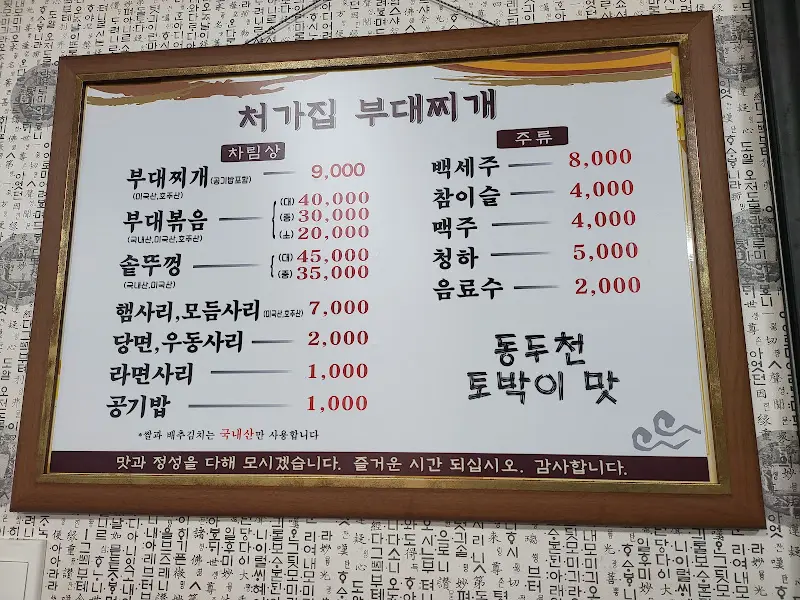 처가집 부대찌개
차림상
부대찌개(공기밥포함) 9,000
(미국산,호주산)
부대볶음 (대) 40,000
(중) 30,000
(소) 20,000
(국내산,미국산,호주산)
솥뚜껑 (대) 45,000
(중) 35,000
(국내산,미국산)
햄사리,모듬사리(미국산,호주산) 7,000
당면,우동사리 2,000
라면사리 1,000
공기밥 1,000
*쌀과 배추김치는 국내산만 사용합니다
주류
백세주 8,000
참이슬 4,000
맥주 4,000
청하 5,000
음료수 2,000
동두천
토박이 맛
맛과 정성을 다해 모시겠습니다. 즐거운 시간 되십시오. 감사합니다.